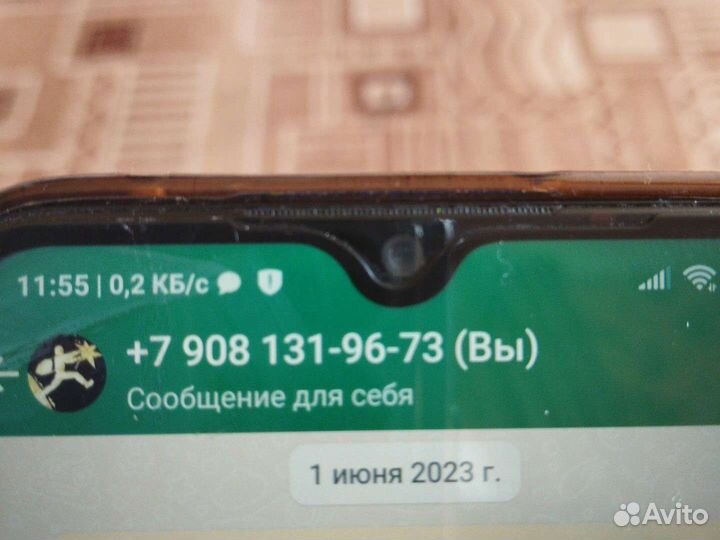 11:55 | 0,2 КБ/с
+7 908 131-96-73 (Вы)
Сообщение для себя
1 июня 2023 г.
Avito